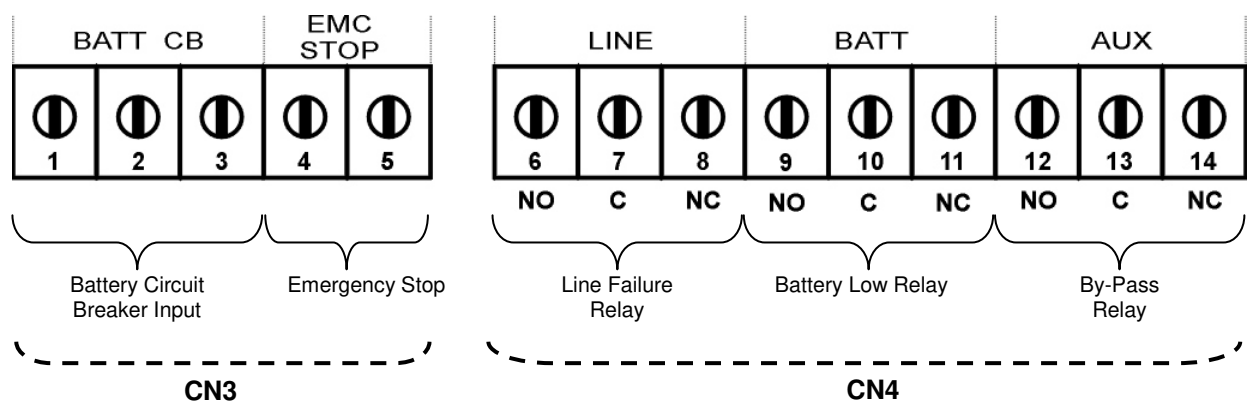 BATT CB
EMC
STOP
1 2 3 4 5
Battery Circuit
Breaker Input
Emergency Stop
CN3
LINE BATT AUX
6 7 8 9 10 11 12 13 14
NO C NC NO C NC NO C NC
Line Failure
Relay
Battery Low Relay
By-Pass
Relay
CN4